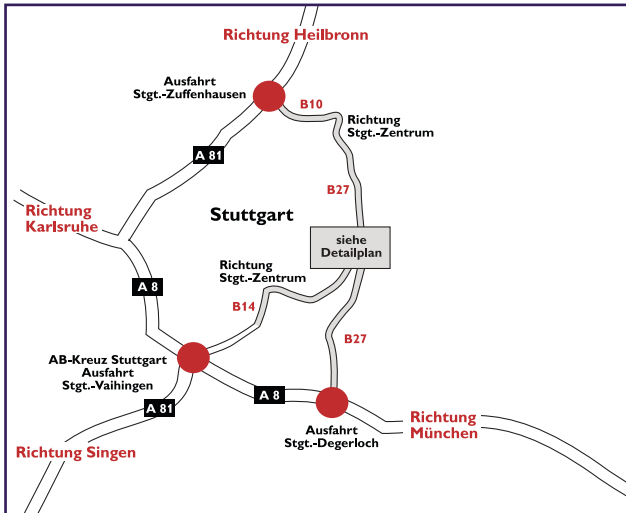 Richtung Heilbronn
Ausfahrt
Stgt.-Zuffenhausen
B10
Richtung
Stgt.-Zentrum
A 81
B27
Richtung
Karlsruhe
Stuttgart
siehe
Detailplan
Richtung
Stgt.-Zentrum
A 8
B14
B27
AB-Kreuz Stuttgart
Ausfahrt
Stgt.-Vaihingen
A 8
A 81
Richtung
München
Ausfahrt
Stgt.-Degerloch
Richtung Singen